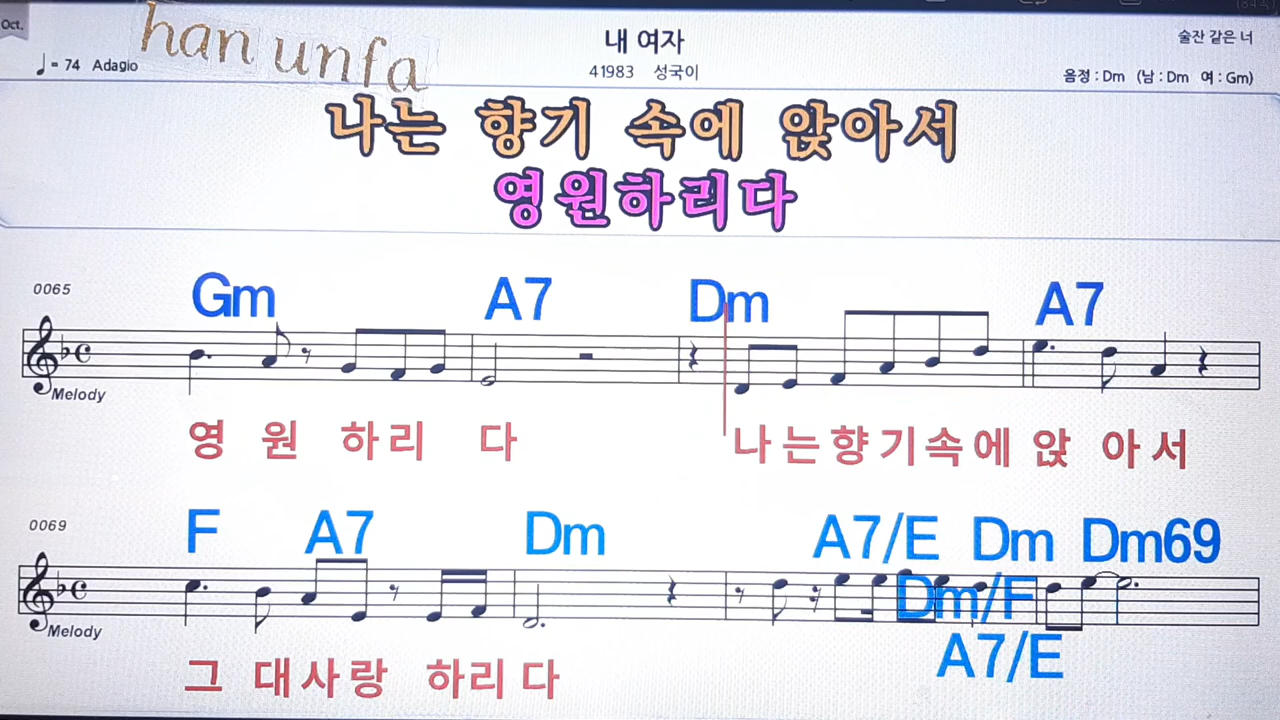 Oct.
han unfa
내 여자
술잔 같은 너
♩= 74 Adagio
41983 성국이
음정 : Dm (남 : Dm 여 : Gm)
나는 향기 속에 앉아서
영원하리다
0065
Gm A7 Dm A7
Melody
영 원 하리 다 나는향기속에 앉 아서
0069
F A7 Dm A7/E Dm Dm69
Dm/F
Melody
A7/E
그 대사랑 하리다